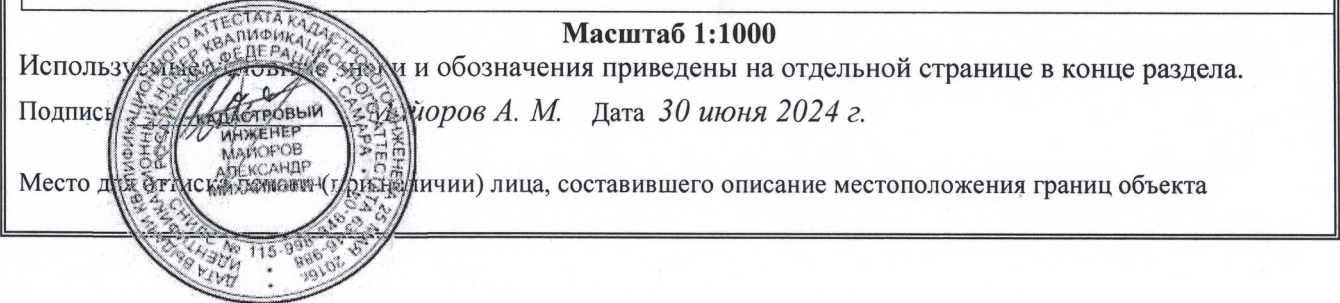 Масштаб 1:1000
Используемые условные знаки и обозначения приведены на отдельной странице в конце раздела.
Подпись Майоров А. М. Дата 30 июня 2024 г.
КАДАСТРОВЫЙ
ИНЖЕНЕР
МАЙОРОВ
АЛЕКСАНДР
МИХАЙЛОВИЧ
Место для оттиска печати (при наличии) лица, составившего описание местоположения границ объекта